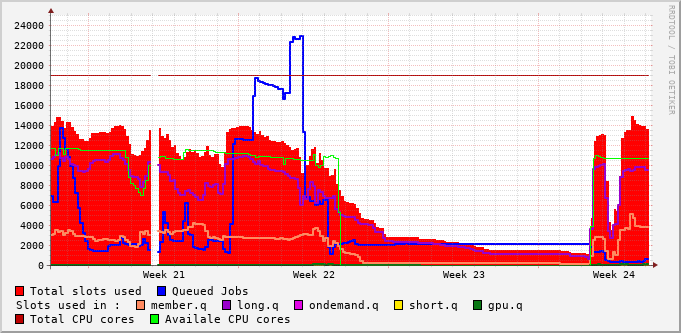 24000
22000
20000
18000
16000
14000
12000
10000
8000
6000
4000
2000
0
Week 21 Week 22 Week 23 Week 24
RRDTOOL / TOBI OETIKER
Total slots used Queued Jobs
Slots used in : member.q long.q ondemand.q short.q gpu.q
Total CPU cores Availale CPU cores